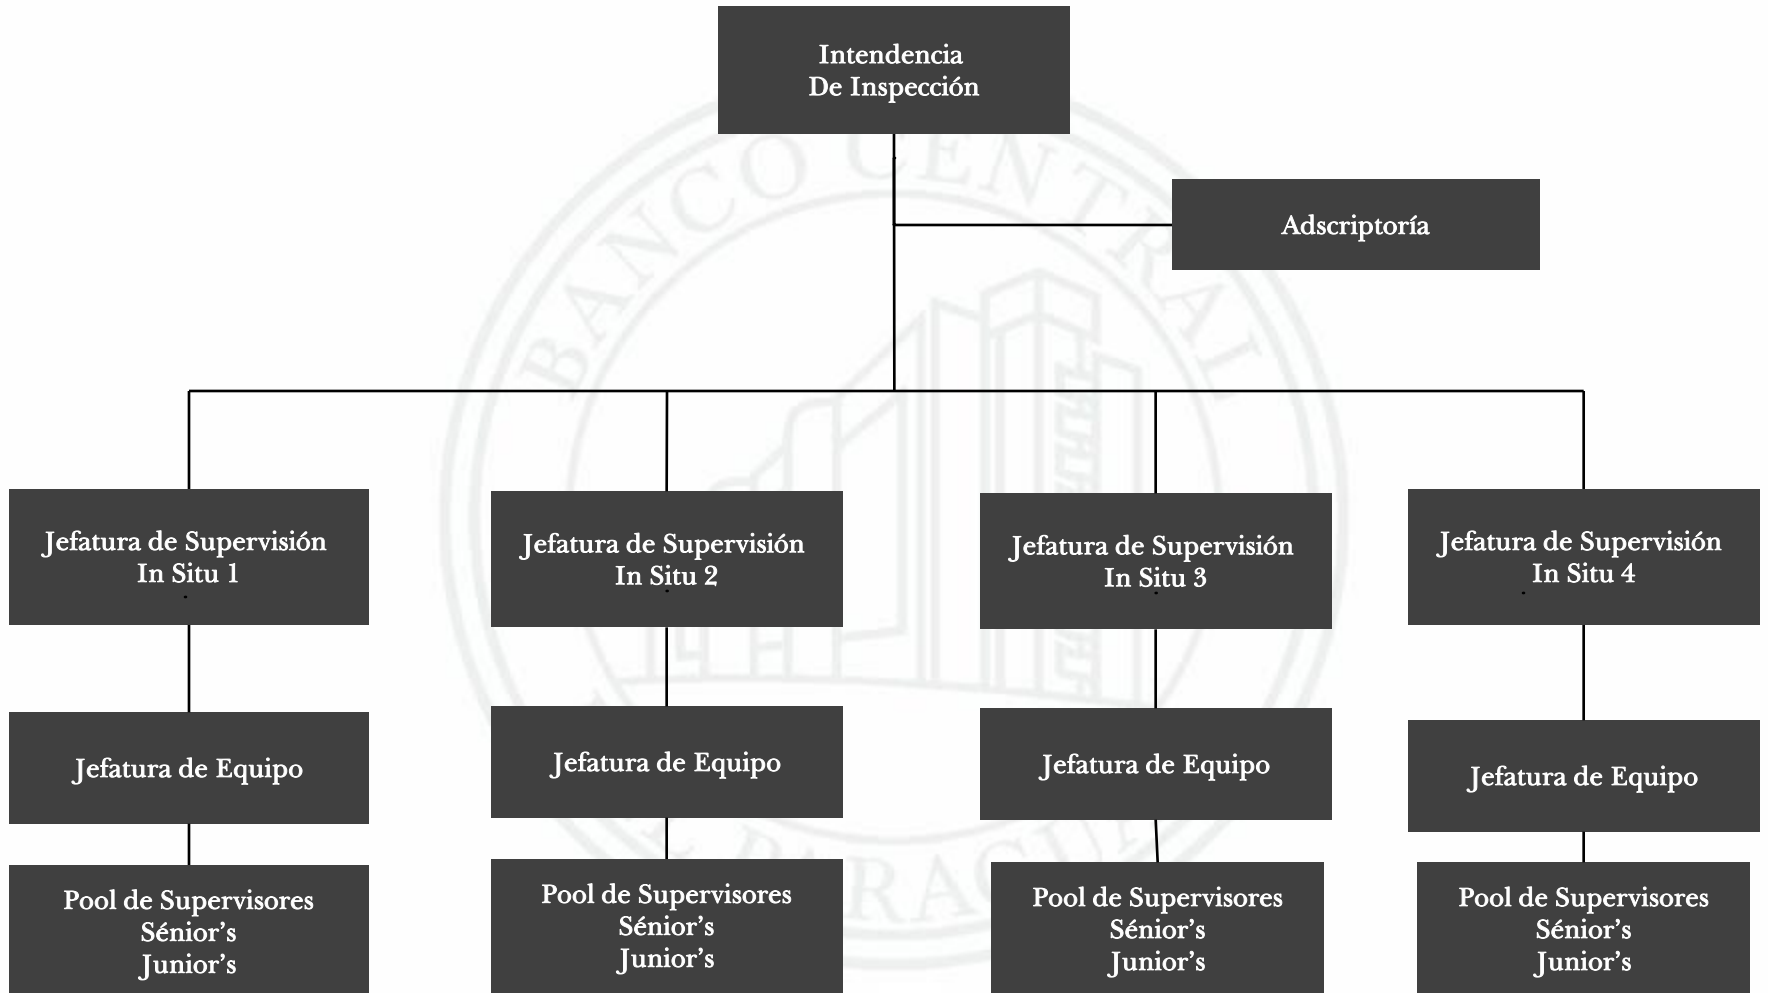 Intendencia
De Inspección
Adscriptoría
Jefatura de Supervisión
In Situ 1
Jefatura de Supervisión
In Situ 2
Jefatura de Supervisión
In Situ 3
Jefatura de Supervisión
In Situ 4
Jefatura de Equipo
Jefatura de Equipo
Jefatura de Equipo
Jefatura de Equipo
Pool de Supervisores
Sénior’s
Junior’s
Pool de Supervisores
Sénior’s
Junior’s
Pool de Supervisores
Sénior’s
Junior’s
Pool de Supervisores
Sénior’s
Junior’s
BANCO CENTRAL